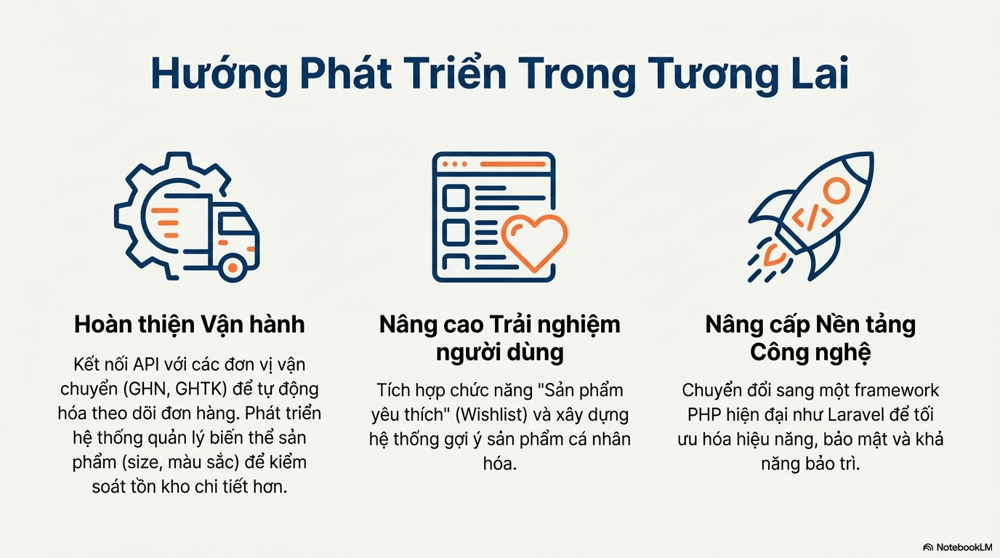 Hướng Phát Triển Trong Tương Lai
Hoàn thiện Vận hành
Kết nối API với các đơn vị vận
chuyển (GHN, GHTK) để tự động
hóa theo dõi đơn hàng. Phát triển
hệ thống quản lý biến thể sản
phẩm (size, màu sắc) để kiểm
soát tồn kho chi tiết hơn.
Nâng cao Trải nghiệm
người dùng
Tích hợp chức năng "Sản phẩm
yêu thích" (Wishlist) và xây dựng
hệ thống gợi ý sản phẩm cá nhân
hóa.
Nâng cấp Nền tảng
Công nghệ
Chuyển đổi sang một framework
PHP hiện đại như Laravel để tối
ưu hóa hiệu năng, bảo mật và khả
năng bảo trì.
NotebookLM